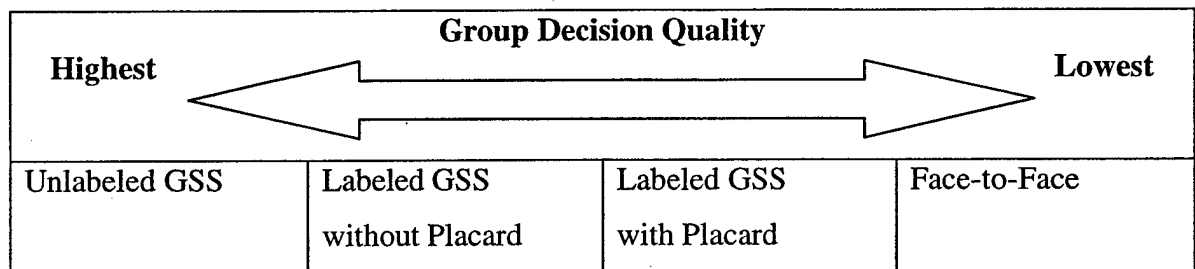 Group Decision Quality
Highest
Lowest
Unlabeled GSS
Labeled GSS
without Placard
Labeled GSS
with Placard
Face-to-Face